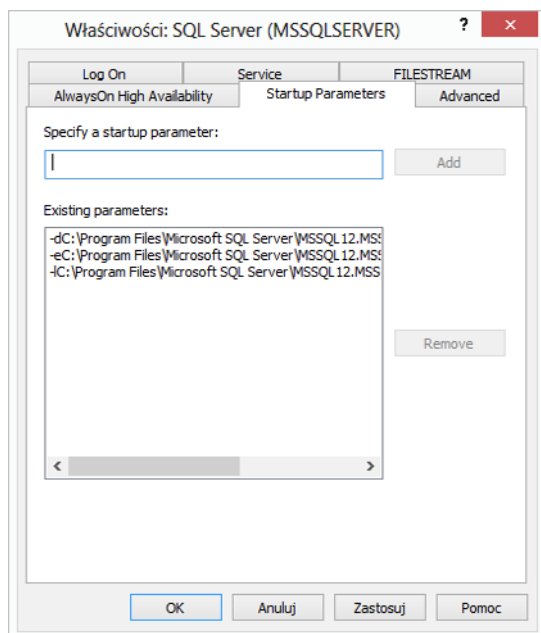 Właściwości: SQL Server (MSSQLSERVER)
?
x
Log On
Service
FILESTREAM
AlwaysOn High Availability
Startup Parameters
Advanced
Specify a startup parameter:
Add
Existing parameters:
-dC:\Program Files\Microsoft SQL Server\MSSQL12.MSS
-eC:\Program Files\Microsoft SQL Server\MSSQL12.MSS
-lC:\Program Files\Microsoft SQL Server\MSSQL12.MSS
Remove
OK
Anuluj
Zastosuj
Pomoc